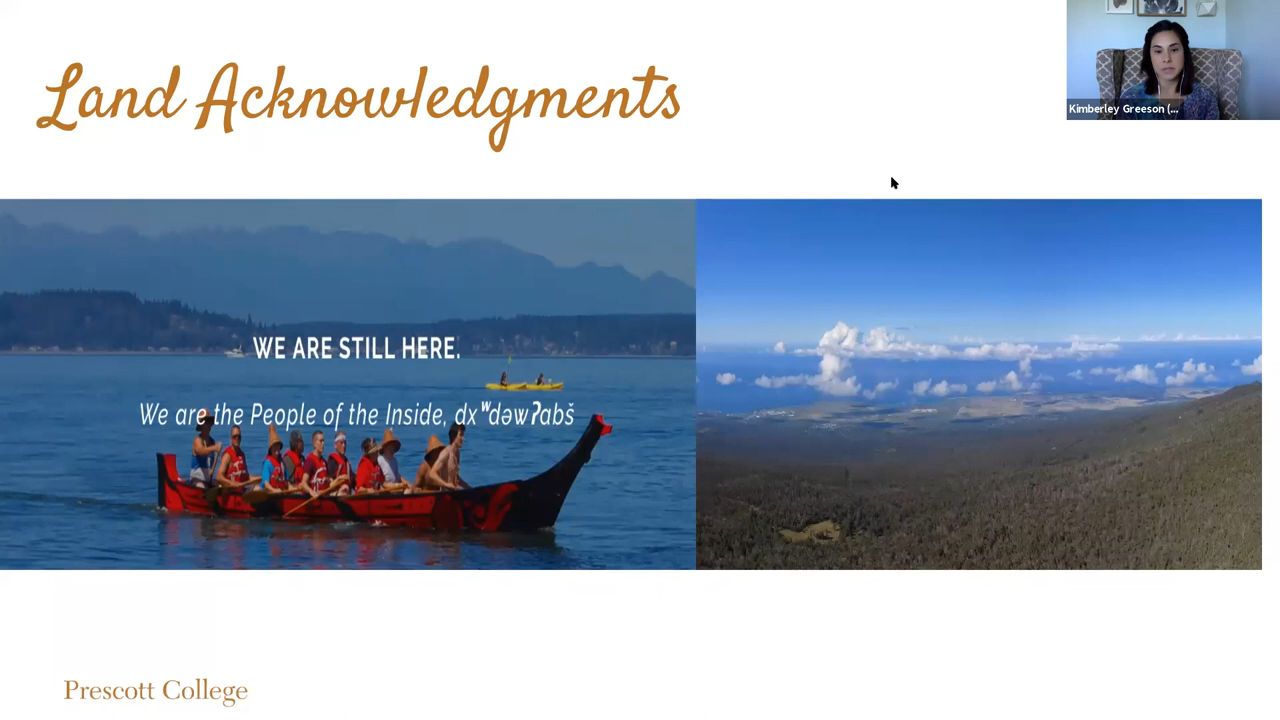 Land Acknowledgments
Kimberley Greeson (...
WE ARE STILL HERE.
We are the People of the Inside, dxʷdəwʔabš
Prescott College